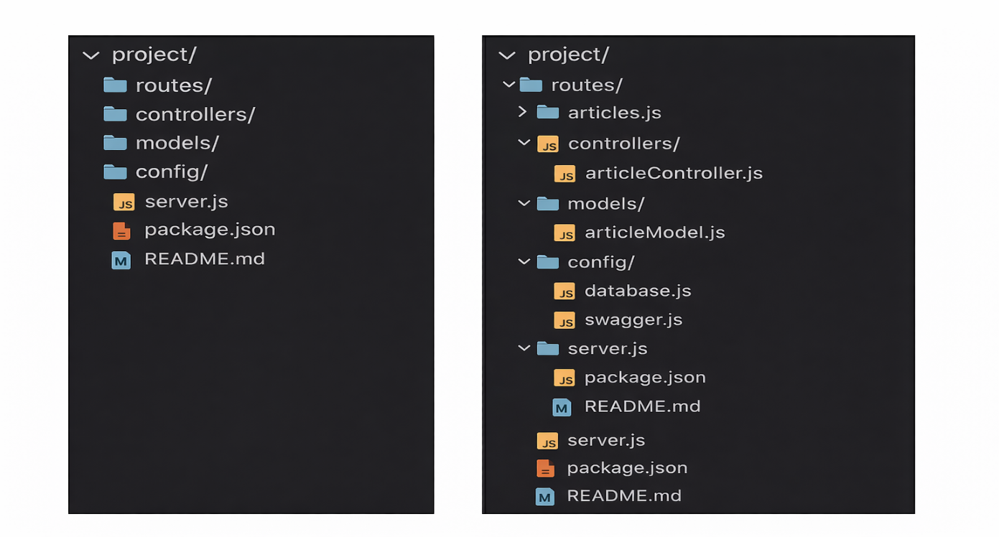 project/
routes/
controllers/
models/
config/
JS server.js
package.json
M README.md
project/
routes/
articles.js
JS controllers/
JS articleController.js
models/
JS articleModel.js
config/
JS database.js
JS swagger.js
server.js
JS package.json
M README.md
JS server.js
package.json
M README.md